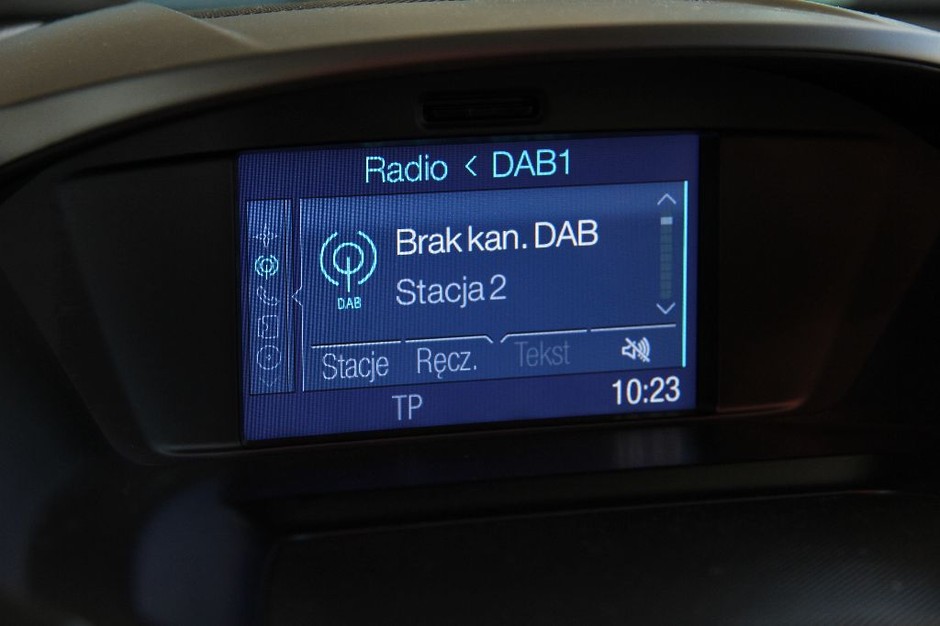 Radio < DAB1
Brak kan. DAB
DAB
Stacja 2
Stacje Ręcz. Tekst
TP
10:23